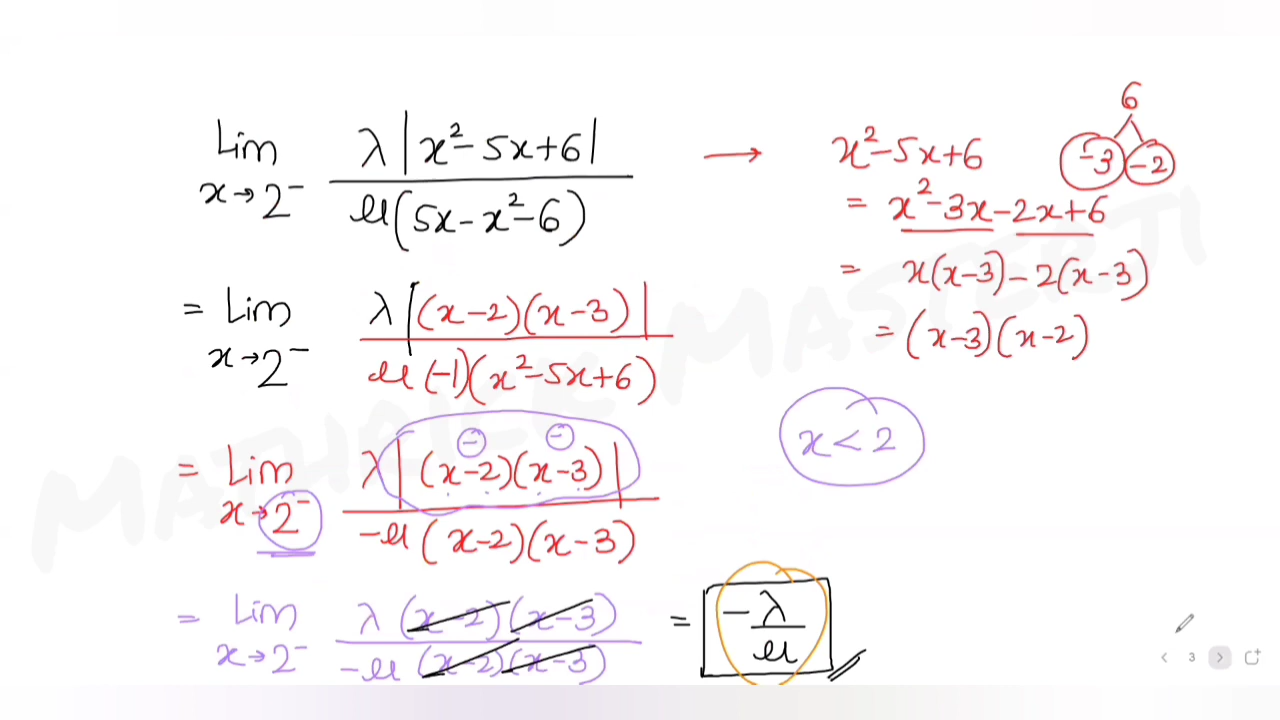 Lim x→2⁻ λ|x²-5x+6| / μ(5x-x²-6) → x²-5x+6
6
-3 -2
= x²-3x-2x+6
= x(x-3)-2(x-3)
= (x-3)(x-2)
= Lim x→2⁻ λ|(x-2)(x-3)| / μ(-1)(x²-5x+6)
x<2
= Lim x→2⁻ λ|(x-2)(x-3)| / -μ(x-2)(x-3)
- -
= Lim x→2⁻ λ(x-2)(x-3) / -μ(x-2)(x-3) = -λ/μ
3